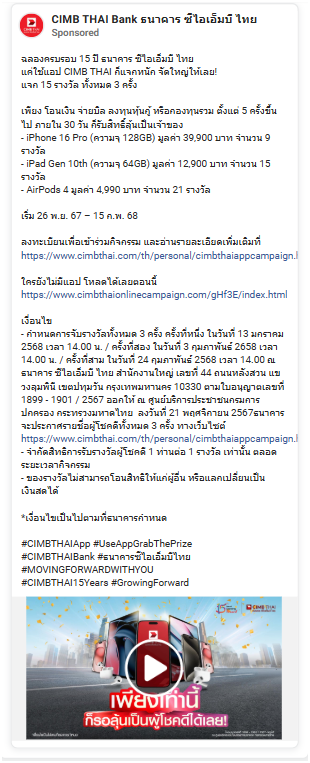 CIMB THAI Bank ธนาคาร ซีไอเอ็มบี ไทย
Sponsored
ฉลองครบรอบ 15 ปี ธนาคาร ซีไอเอ็มบี ไทย
แค่ใช้แอป CIMB THAI ก็แจกหนัก จัดใหญ่ให้เลย!
แจก 15 รางวัล ทั้งหมด 3 ครั้ง
เพียง โอนเงิน จ่ายบิล ลงทุนหุ้นกู้ หรือกองทุนรวม ตั้งแต่ 5 ครั้งขึ้น
ไป ภายใน 30 วัน ก็รับสิทธิ์ลุ้นเป็นเจ้าของ
- iPhone 16 Pro (ความจุ 128GB) มูลค่า 39,900 บาท จำนวน 9
รางวัล
- iPad Gen 10th (ความจุ 64GB) มูลค่า 12,900 บาท จำนวน 15
รางวัล
- AirPods 4 มูลค่า 4,990 บาท จำนวน 21 รางวัล
เริ่ม 26 พ.ย. 67 – 15 ก.พ. 68
ลงทะเบียนเพื่อเข้าร่วมกิจกรรม และอ่านรายละเอียดเพิ่มเติมที่
https://www.cimbthai.com/th/personal/cimbthaiappcampaign.
ใครยังไม่มีแอป โหลดได้เลยตอนนี้
https://www.cimbthaionlinecampaign.com/gHf3E/index.html
เงื่อนไข
- กำหนดการจับรางวัลทั้งหมด 3 ครั้ง ครั้งที่หนึ่ง ในวันที่ 13 มกราคม
2568 เวลา 14.00 น. / ครั้งที่สอง ในวันที่ 3 กุมภาพันธ์ 2568 เวลา
14.00 น. / ครั้งที่สาม ในวันที่ 24 กุมภาพันธ์ 2568 เวลา 14.00 ณ
ธนาคาร ซีไอเอ็มบี ไทย สำนักงานใหญ่ เลขที่ 44 ถนนหลังสวน แข
วงลุมพินี เขตปทุมวัน กรุงเทพมหานคร 10330 ตามใบอนุญาตเลขที่
1899 - 1901 / 2567 ออกให้ ณ ศูนย์บริการประชาชนกรมการ
ปกครอง กระทรวงมหาดไทย ลงวันที่ 21 พฤศจิกายน 2567ธนาคาร
จะประกาศรายชื่อผู้โชคดีทั้งหมด 3 ครั้ง ทางเว็บไซต์
https://www.cimbthai.com/th/personal/cimbthaiappcampaign.
- จำกัดสิทธิการรับรางวัลผู้โชคดี 1 ท่านต่อ 1 รางวัล เท่านั้น ตลอด
ระยะเวลากิจกรรม
- ของรางวัลไม่สามารถโอนสิทธิให้แก่ผู้อื่น หรือแลกเปลี่ยนเป็น
เงินสดได้
*เงื่อนไขเป็นไปตามที่ธนาคารกำหนด
#CIMBTHAIApp #UseAppGrabThePrize
#CIMBTHAIBank #ธนาคารซีไอเอ็มบีไทย
#MOVINGFORWARDWITHYOU
#CIMBTHAI15Years #GrowingForward
CIMB THAI
เพียงเท่านี้
ก็รอลุ้นเป็นผู้โชคดีได้เลย!